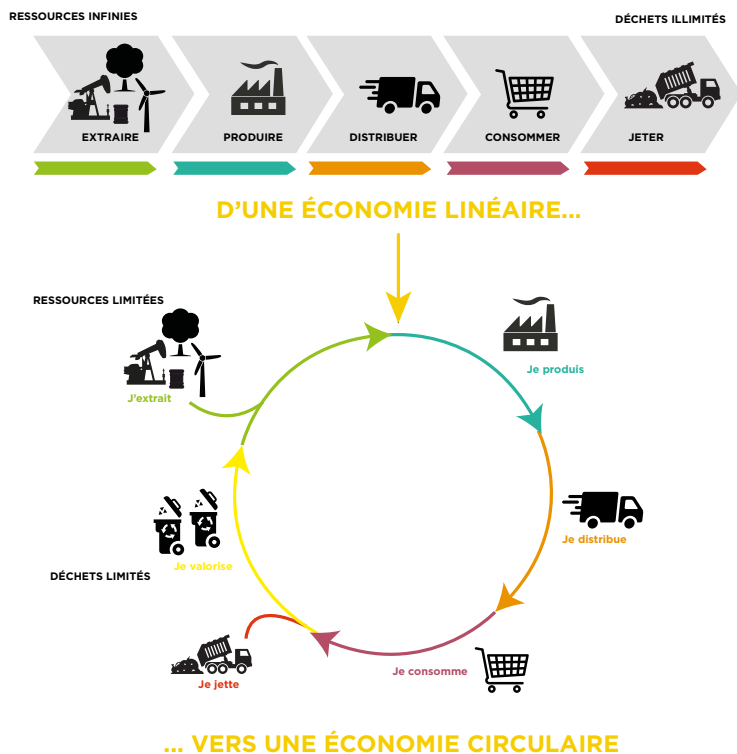 RESSOURCES INFINIES
DÉCHETS ILLIMITÉS
EXTRAIRE
PRODUIRE
DISTRIBUER
CONSOMMER
JETER
D’UNE ÉCONOMIE LINÉAIRE...
RESSOURCES LIMITÉES
Je produis
J’extrait
Je distribue
Je valorise
DÉCHETS LIMITÉS
Je consomme
Je jette
... VERS UNE ÉCONOMIE CIRCULAIRE